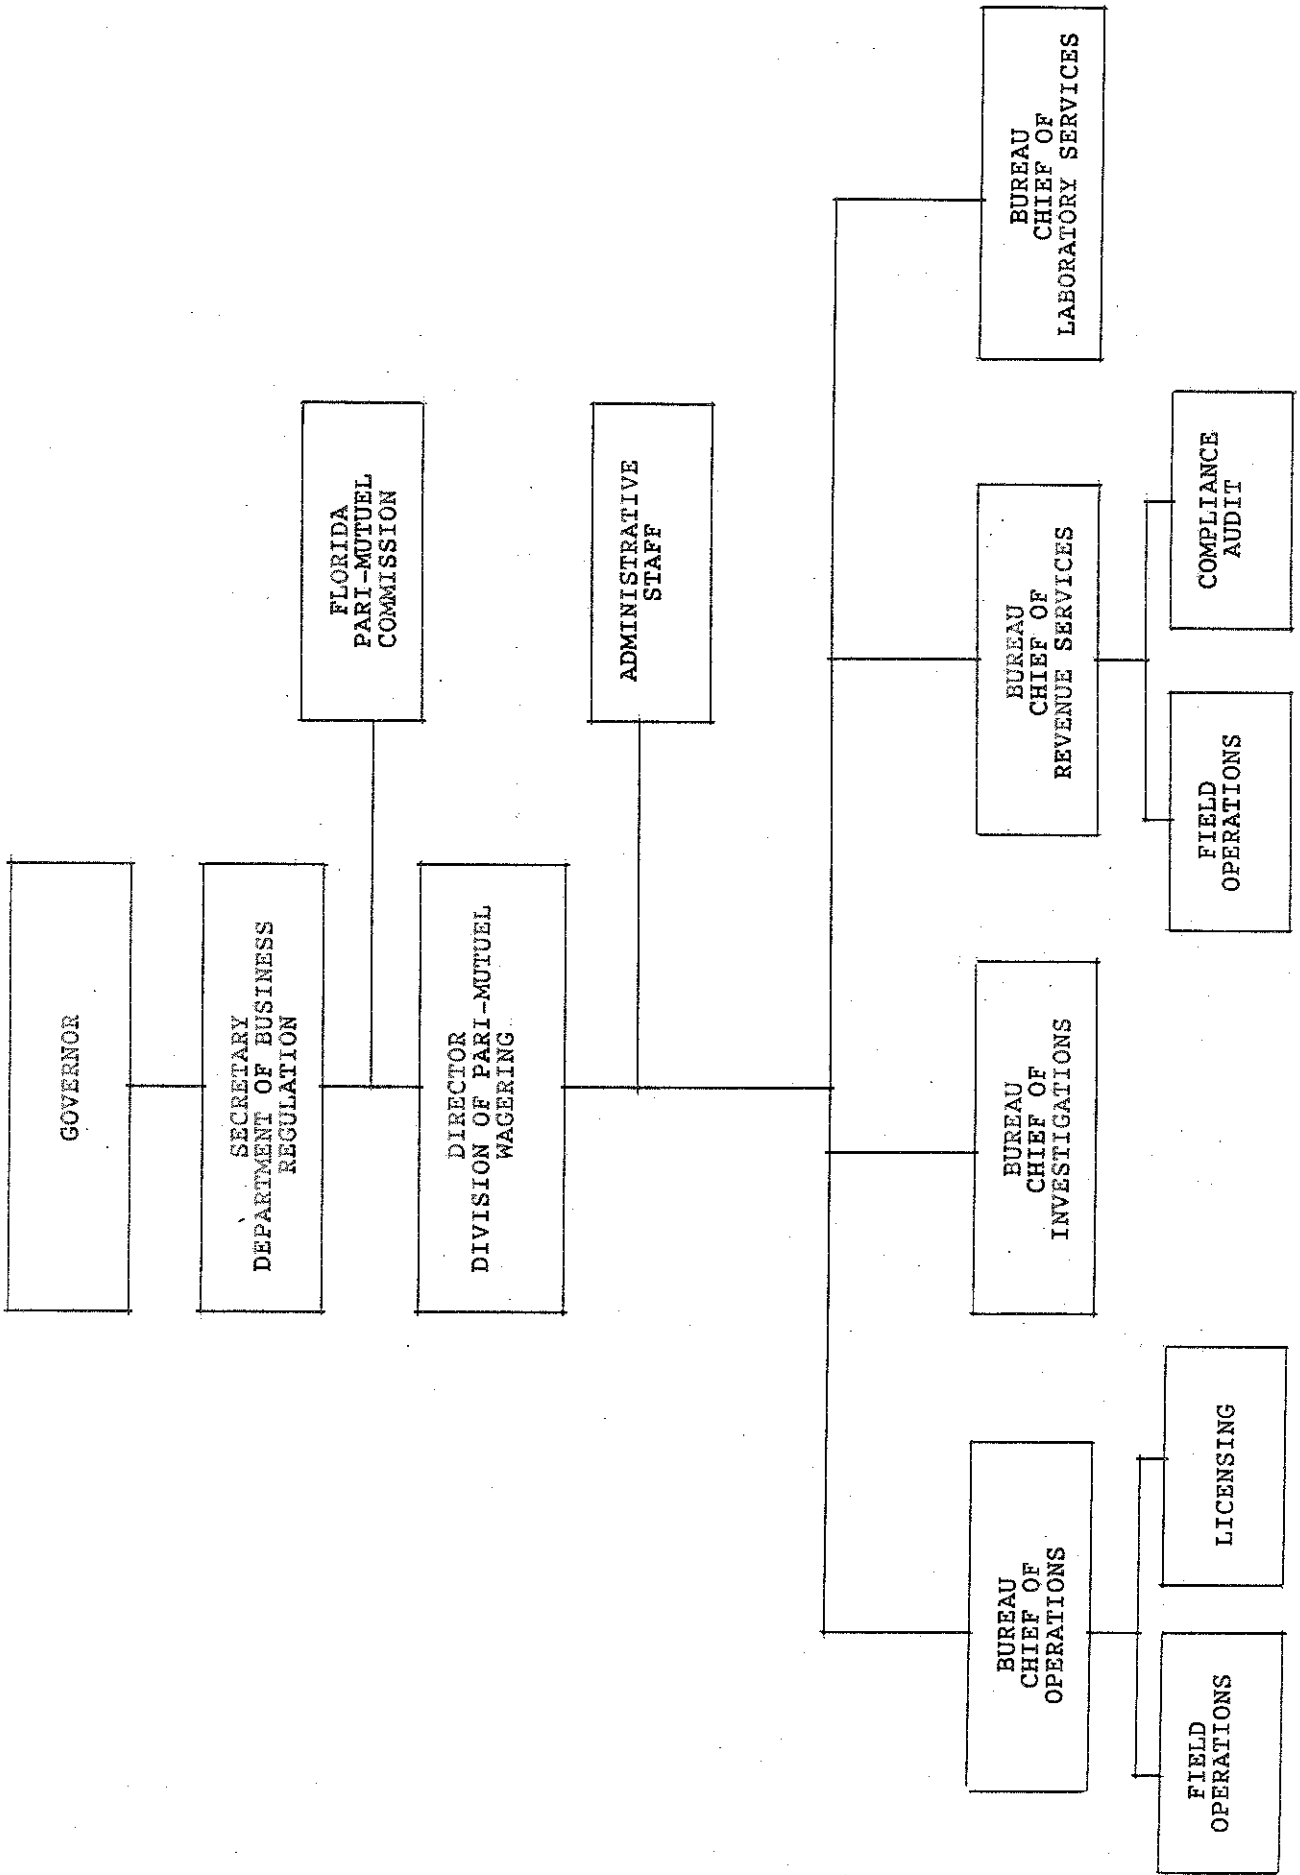 GOVERNOR
SECRETARY
DEPARTMENT OF BUSINESS
REGULATION
FLORIDA
PARI-MUTUEL
COMMISSION
DIRECTOR
DIVISION OF PARI-MUTUEL
WAGERING
ADMINISTRATIVE
STAFF
BUREAU
CHIEF OF
OPERATIONS
BUREAU
CHIEF OF
INVESTIGATIONS
BUREAU
CHIEF OF
REVENUE SERVICES
BUREAU
CHIEF OF
LABORATORY SERVICES
FIELD
OPERATIONS
LICENSING
FIELD
OPERATIONS
COMPLIANCE
AUDIT